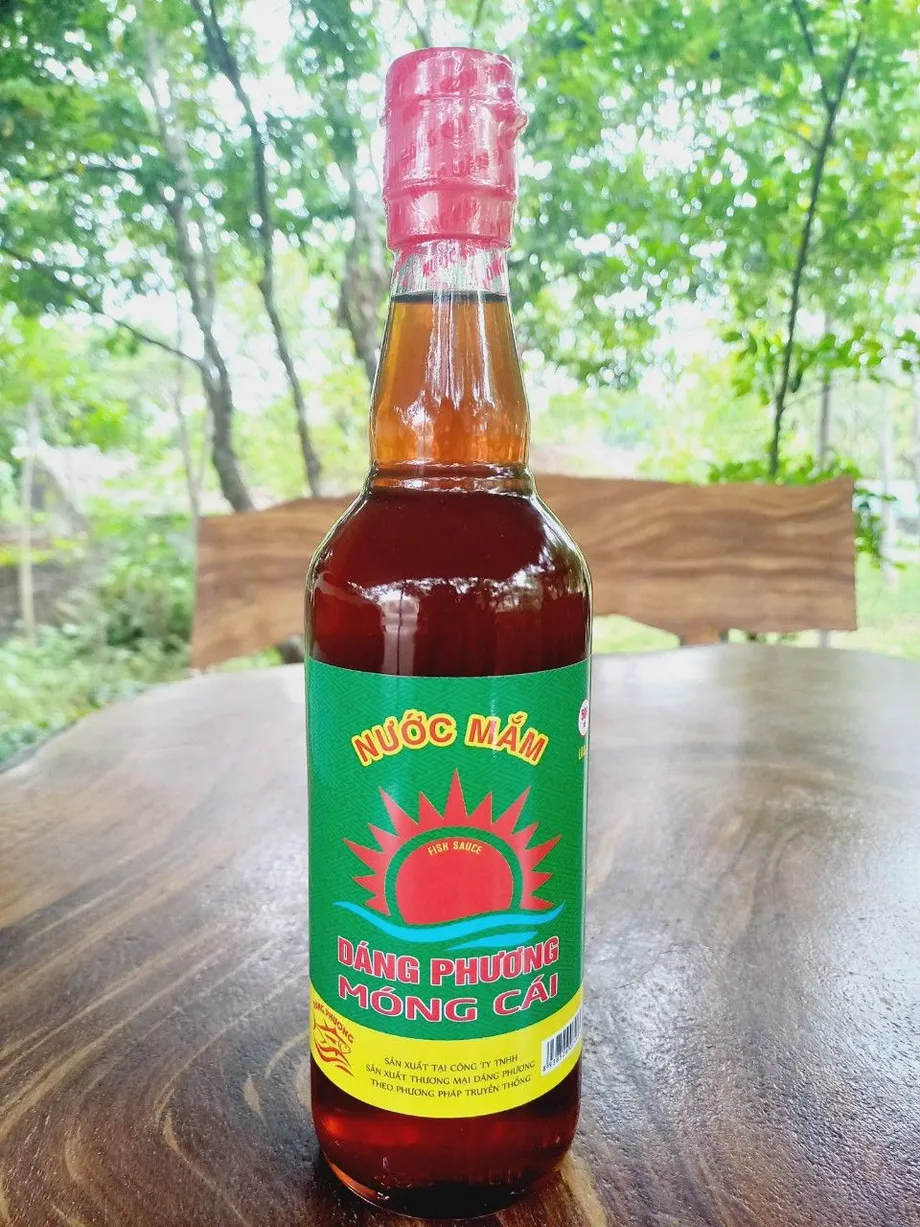 NƯỚC MẮM
FISH SAUCE
DÁNG PHƯƠNG
MÓNG CÁI
SẢN XUẤT TẠI CÔNG TY TNHH
SẢN XUẤT THƯƠNG MẠI DÁNG PHƯƠNG
THEO PHƯƠNG PHÁP TRUYỀN THỐNG